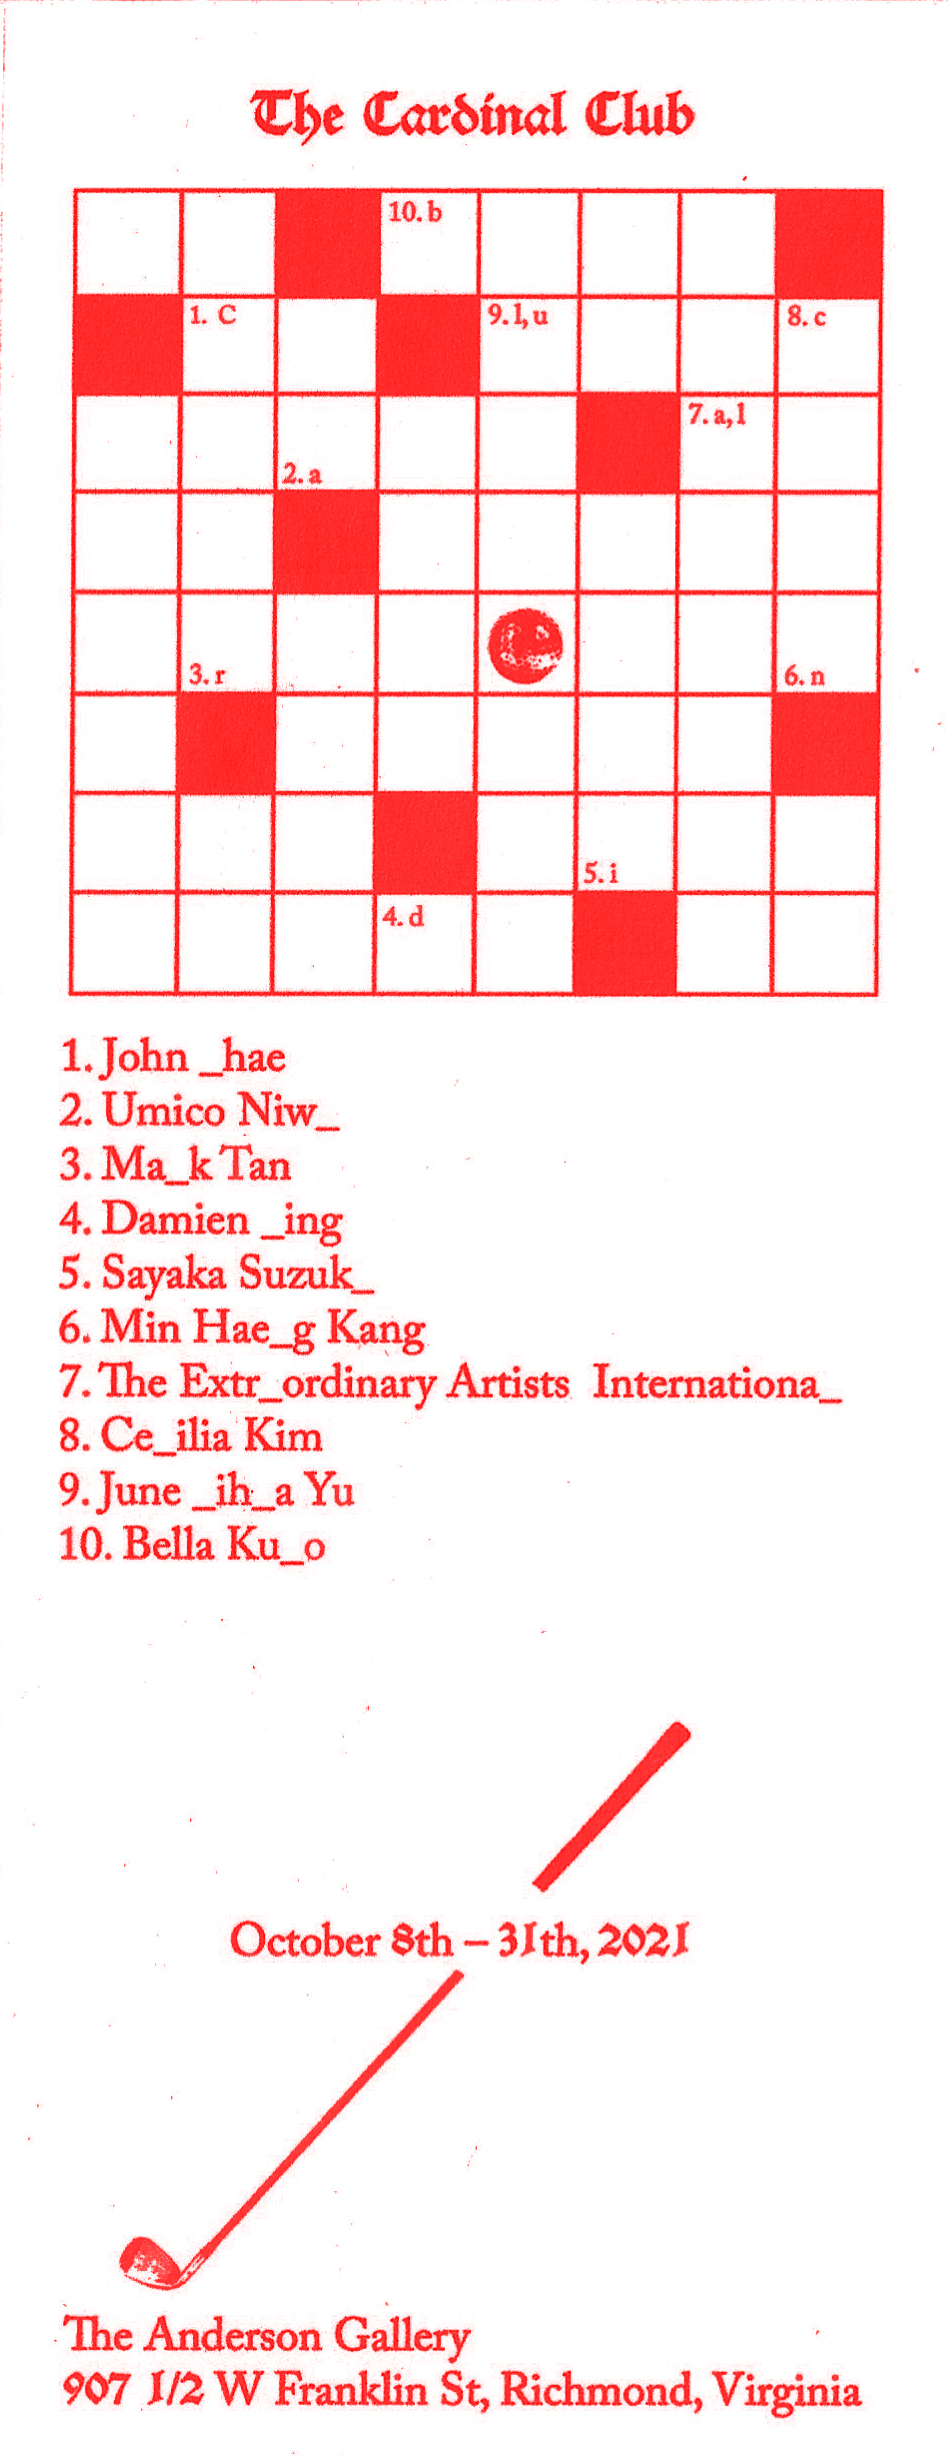 The Cardinal Club
10. b
1. C
9. l, u
8. c
7. a, l
2. a
3. r
6. n
5. i
4. d
1. John _hae
2. Umico Niw_
3. Ma_k Tan
4. Damien _ing
5. Sayaka Suzuk_
6. Min Hae_g Kang
7. The Extr_ordinary Artists Internationa_
8. Ce_ilia Kim
9. June _ih_a Yu
10. Bella Ku_o
October 8th – 31th, 2021
The Anderson Gallery
907 1/2 W Franklin St, Richmond, Virginia